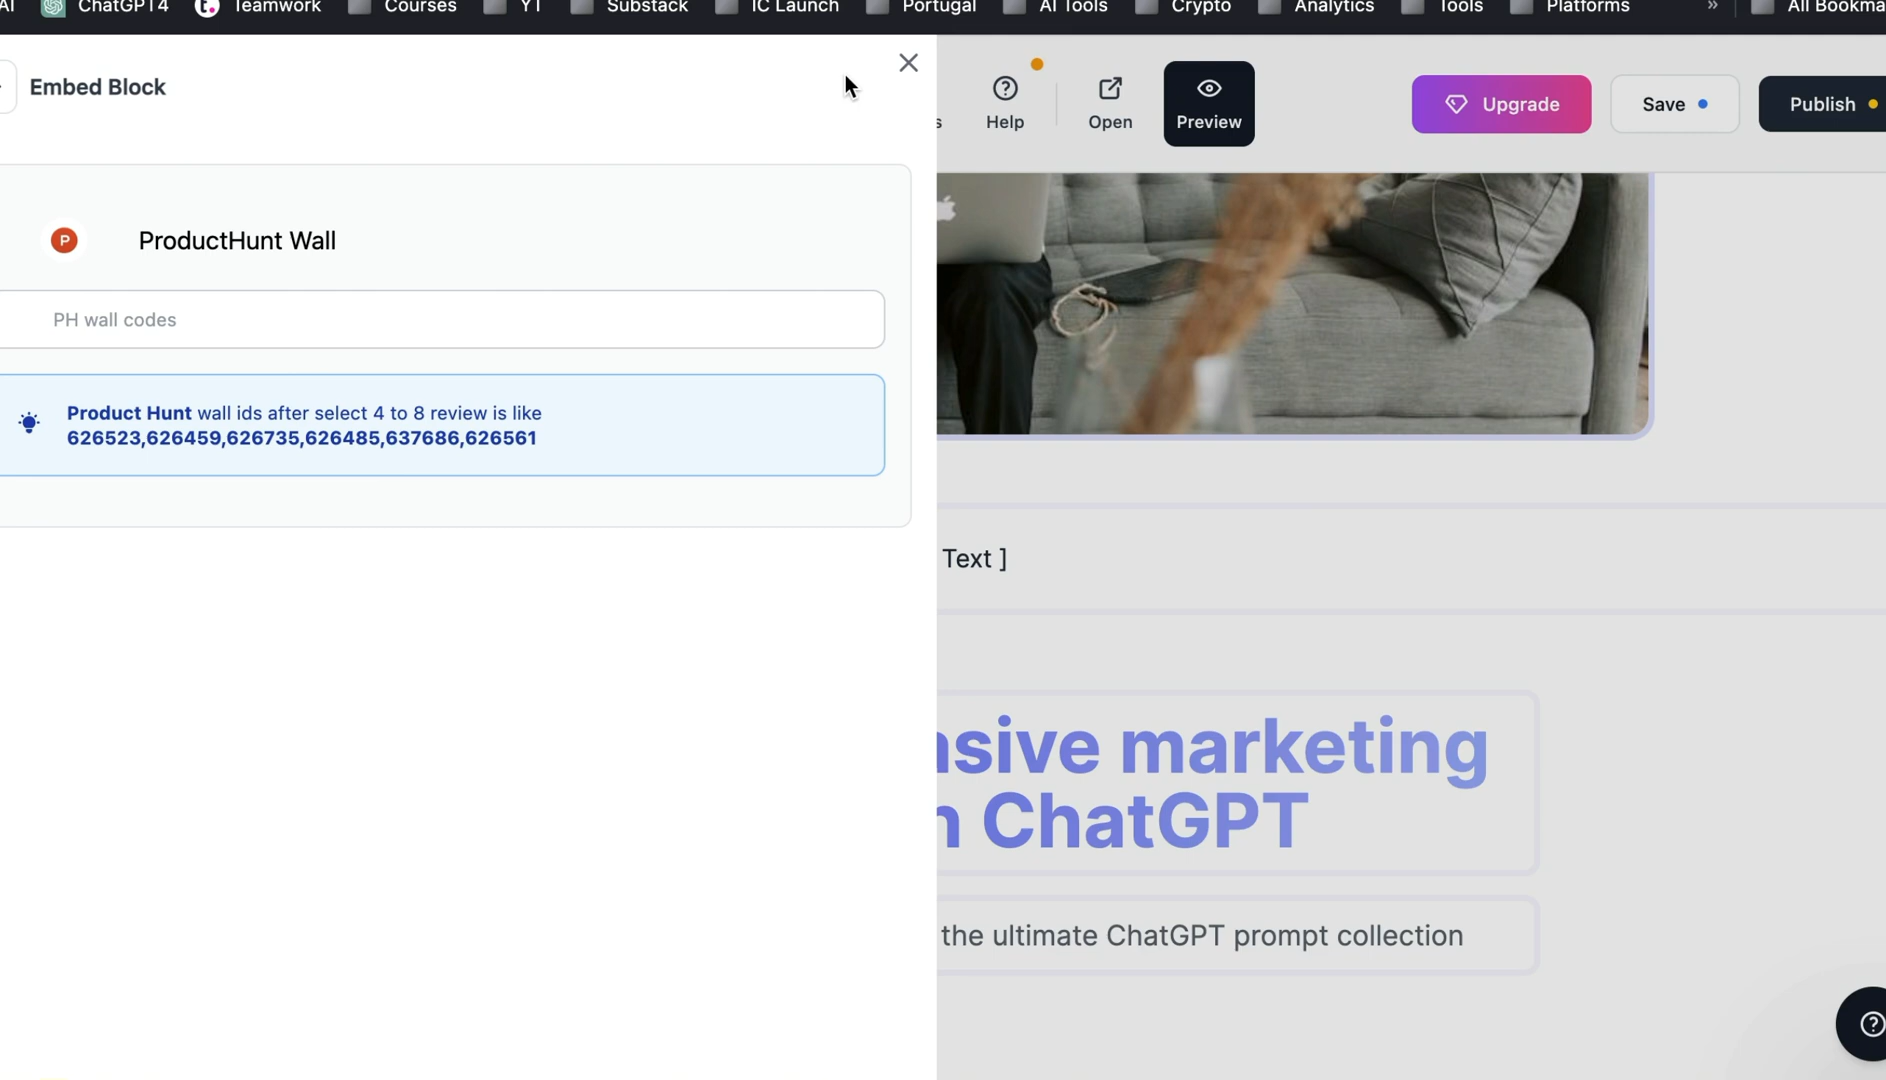 AI ChatGPT4 t. Teamwork Courses YT Substack IC Launch Portugal AI Tools Crypto Analytics Tools Platforms » All Bookma
Embed Block
s Help Open Preview Upgrade Save Publish
P ProductHunt Wall
PH wall codes
Product Hunt wall ids after select 4 to 8 review is like
626523,626459,626735,626485,637686,626561
Text ]
nsive marketing
n ChatGPT
the ultimate ChatGPT prompt collection